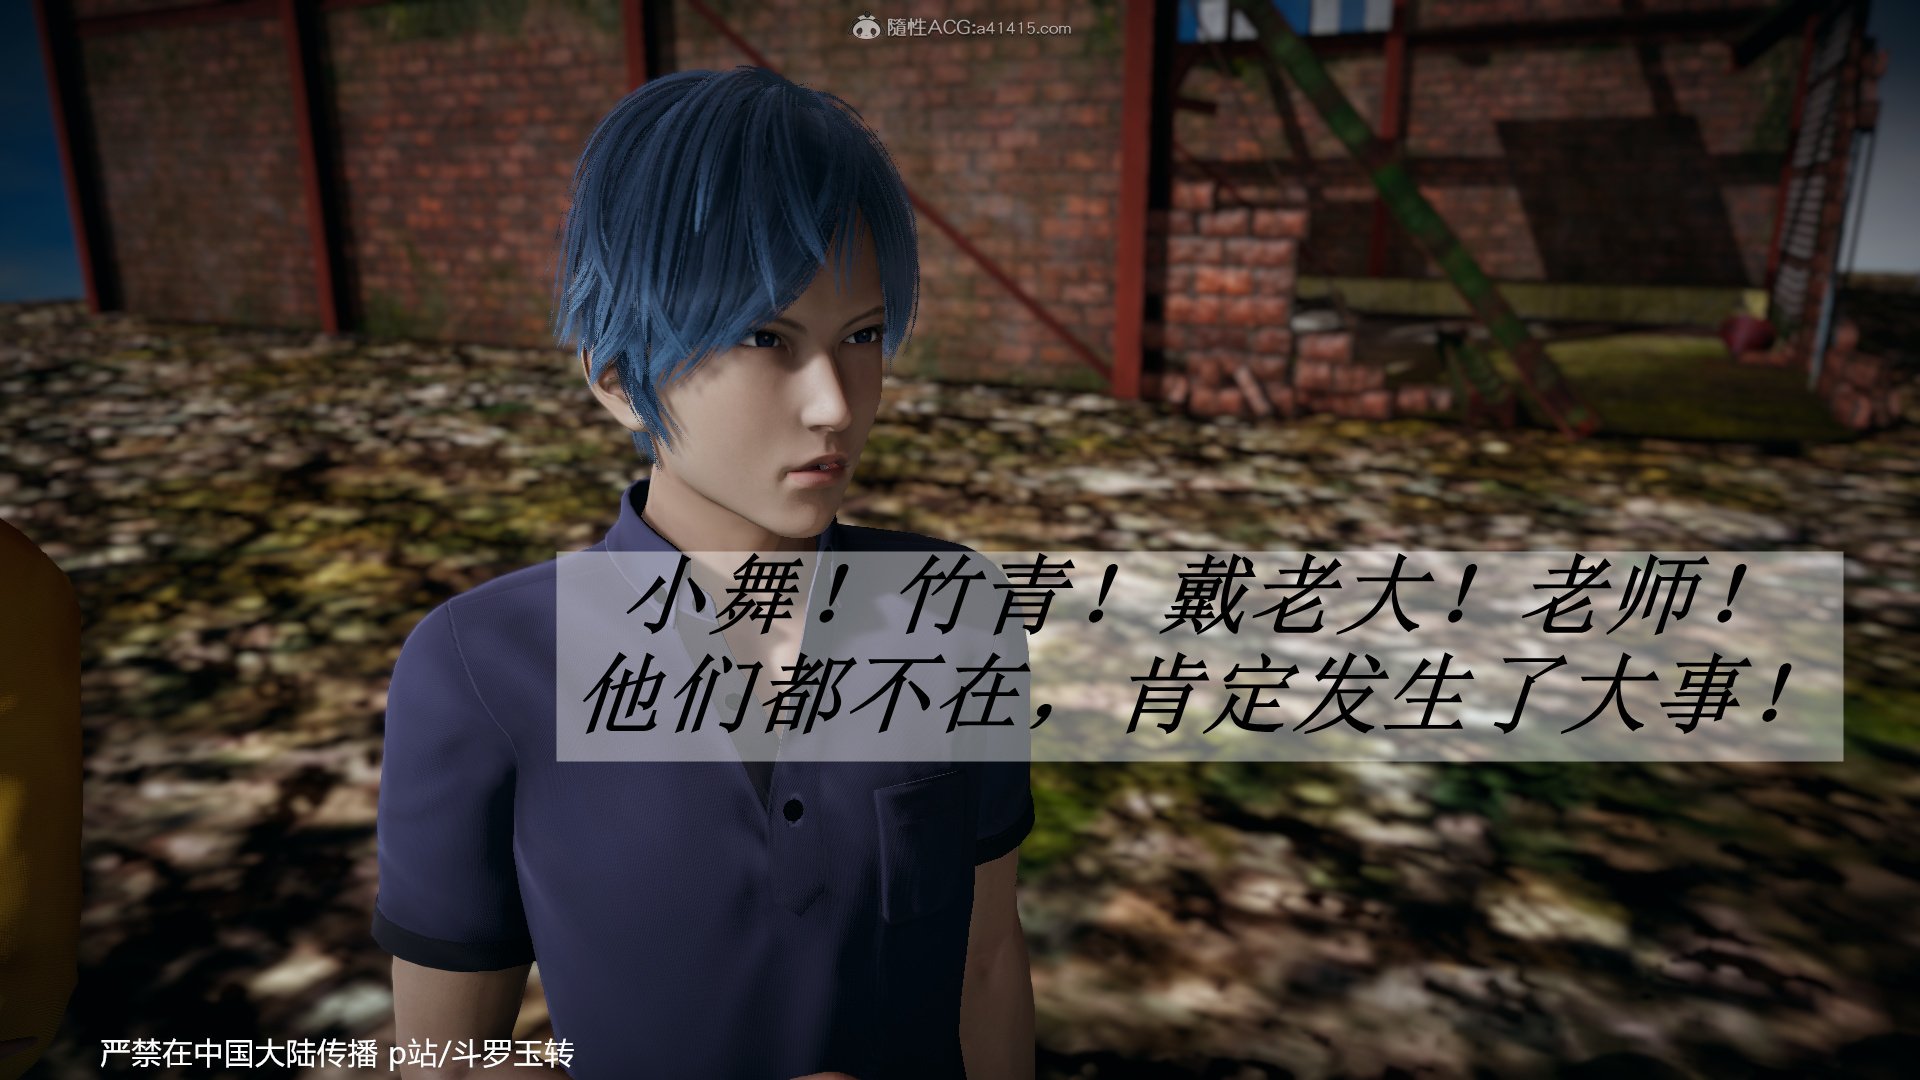 隨性ACG:a41415.com
小舞！竹青！戴老大！老师！
他们都不在，肯定发生了大事！
严禁在中国大陆传播 p站/斗罗玉转